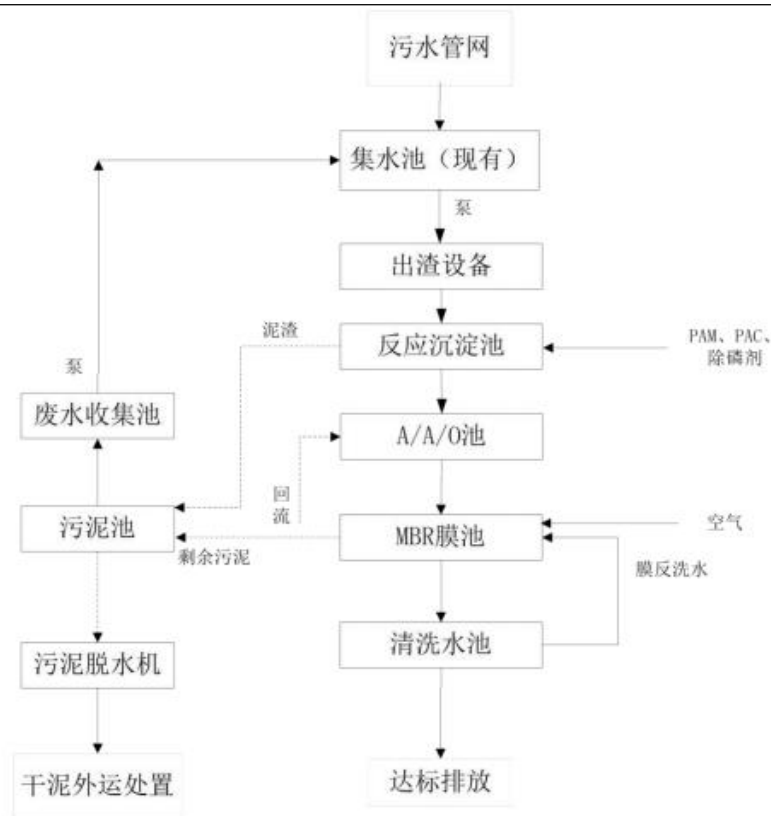 污水管网
集水池（现有）
泵
出渣设备
泥渣
反应沉淀池
PAM、PAC、
除磷剂
泵
废水收集池
A/A/O池
回
流
污泥池
MBR膜池
空气
剩余污泥
膜反洗水
清洗水池
污泥脱水机
干泥外运处置
达标排放